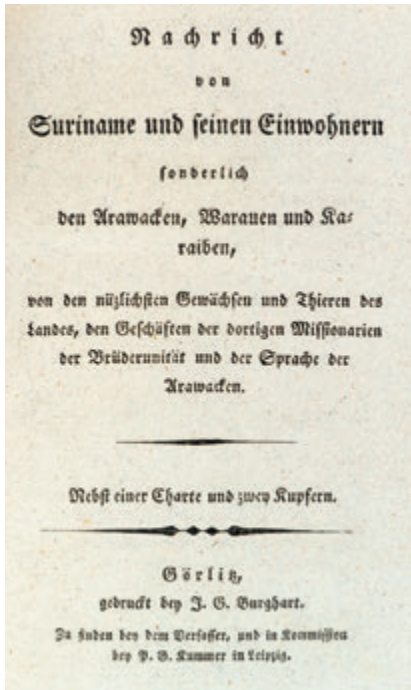 Nachricht
von
Suriname und seinen Einwohnern
sonderlich
den Arawacken, Warauen und Ka-
raiben,
von den nüzlichsten Gewächsen und Thieren des
Landes, den Geschäften der dortigen Missionarien
der Brüderunität und der Sprache der
Arawacken.
Nebst einer Charte und zwey Kupfern.
Görlitz,
gedruckt bey J. G. Burghart.
Zu finden bey dem Verfasser, und in Kommission
bey P. G. Kummer in Leipzig.